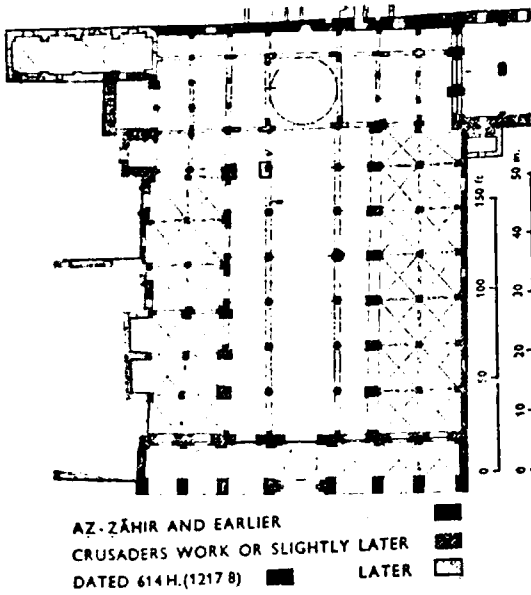 AZ-ẒĀHIR AND EARLIER
CRUSADERS WORK OR SLIGHTLY LATER
DATED 614 H.(1217 8) LATER
0 50 100 150 ft.
0 10 20 30 40 50 m.